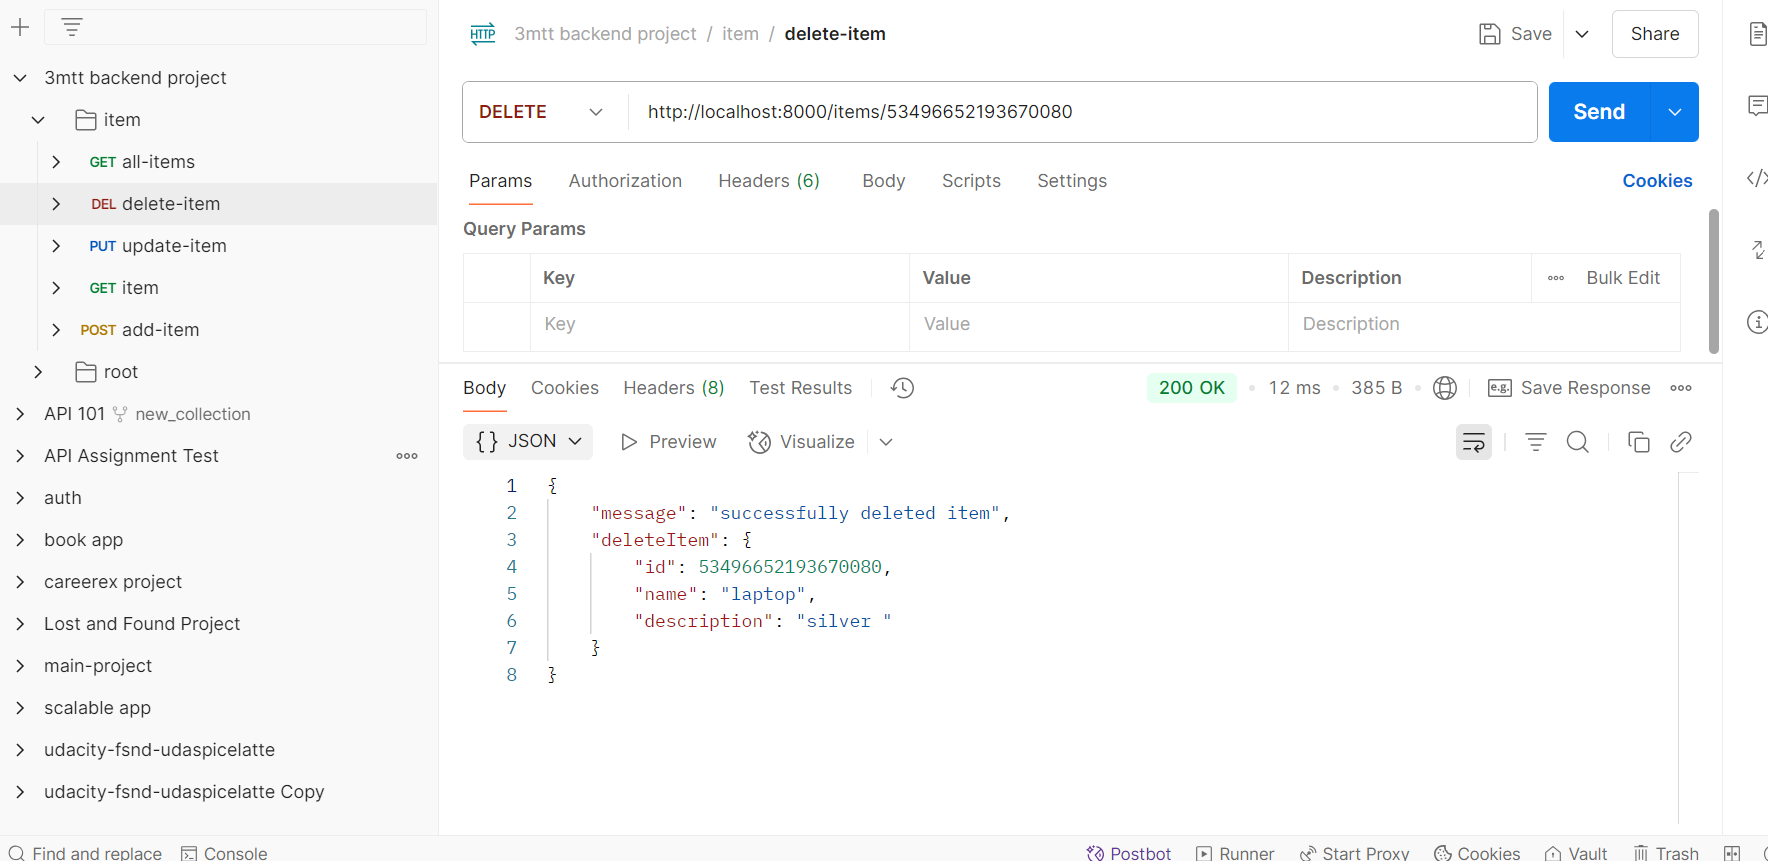 3mtt backend project
item
GET all-items
DEL delete-item
PUT update-item
GET item
POST add-item
root
API 101 new_collection
API Assignment Test
auth
book app
careerex project
Lost and Found Project
main-project
scalable app
udacity-fsnd-udaspicelatte
udacity-fsnd-udaspicelatte Copy
HTTP 3mtt backend project / item / delete-item
Save
Share
DELETE http://localhost:8000/items/53496652193670080
Send
Params Authorization Headers (6) Body Scripts Settings Cookies
Query Params
Key Value Description Bulk Edit
Key Value Description
Body Cookies Headers (8) Test Results 200 OK 12 ms 385 B e.g. Save Response
{} JSON Preview Visualize
1 {
2 "message": "successfully deleted item",
3 "deleteItem": {
4 "id": 53496652193670080,
5 "name": "laptop",
6 "description": "silver "
7 }
8 }
Find and replace Console Postbot Runner Start Proxy Cookies Vault Trash